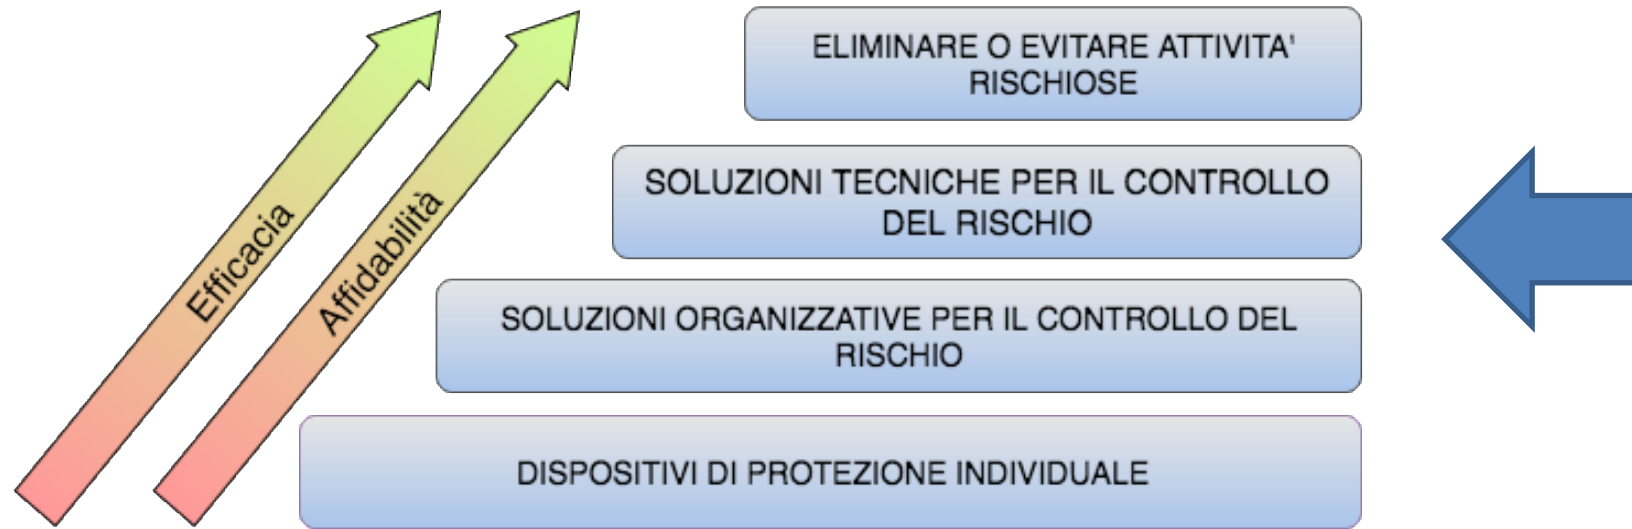 ELIMINARE O EVITARE ATTIVITA'
RISCHIOSE
SOLUZIONI TECNICHE PER IL CONTROLLO
DEL RISCHIO
Efficacia
Affidabilità
SOLUZIONI ORGANIZZATIVE PER IL CONTROLLO DEL
RISCHIO
DISPOSITIVI DI PROTEZIONE INDIVIDUALE